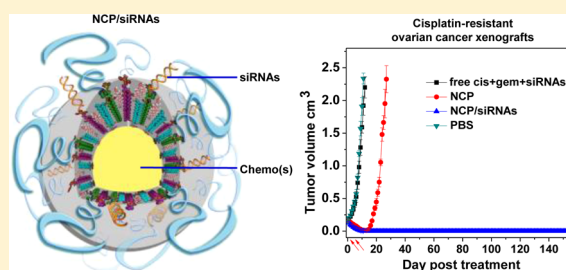 NCP/siRNAs
siRNAs
Chemo(s)
Cisplatin-resistant
ovarian cancer xenografts
Tumor volume cm 3
2.5
2.0
1.5
1.0
0.5
0.0
free cis+gem+siRNAs
NCP
NCP/siRNAs
PBS
0 20 40 60 80 100 120 140
Day post treatment